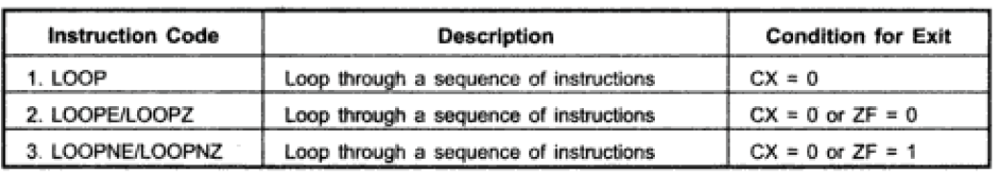 Instruction Code Description Condition for Exit
1. LOOP Loop through a sequence of instructions CX = 0
2. LOOPE/LOOPZ Loop through a sequence of instructions CX = 0 or ZF = 0
3. LOOPNE/LOOPNZ Loop through a sequence of instructions CX = 0 or ZF = 1